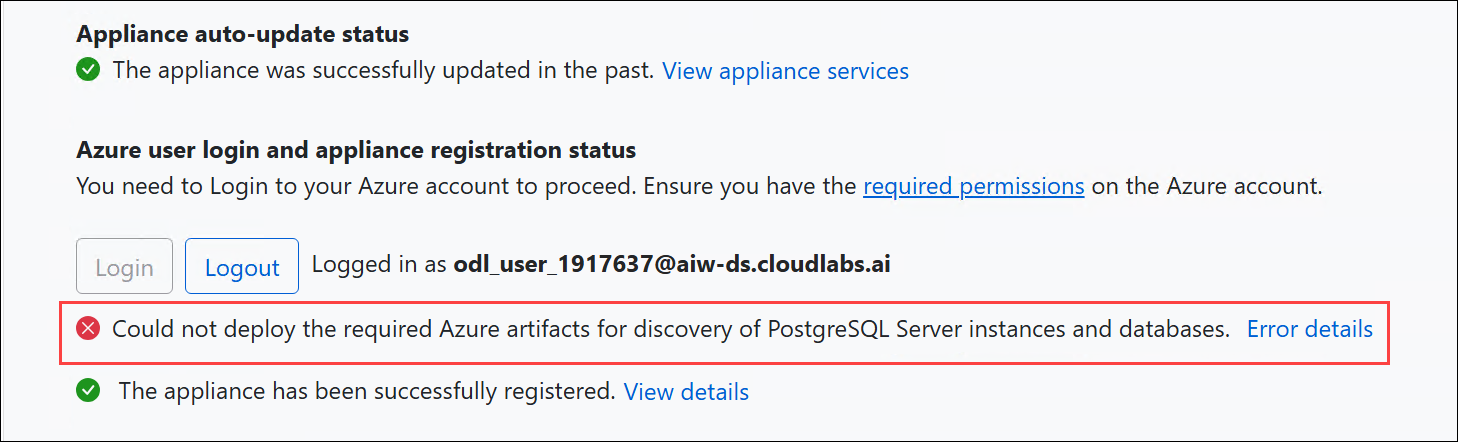 Appliance auto-update status
The appliance was successfully updated in the past. View appliance services
Azure user login and appliance registration status
You need to Login to your Azure account to proceed. Ensure you have the required permissions on the Azure account.
Login Logout Logged in as odl_user_1917637@aiw-ds.cloudlabs.ai
Could not deploy the required Azure artifacts for discovery of PostgreSQL Server instances and databases. Error details
The appliance has been successfully registered. View details